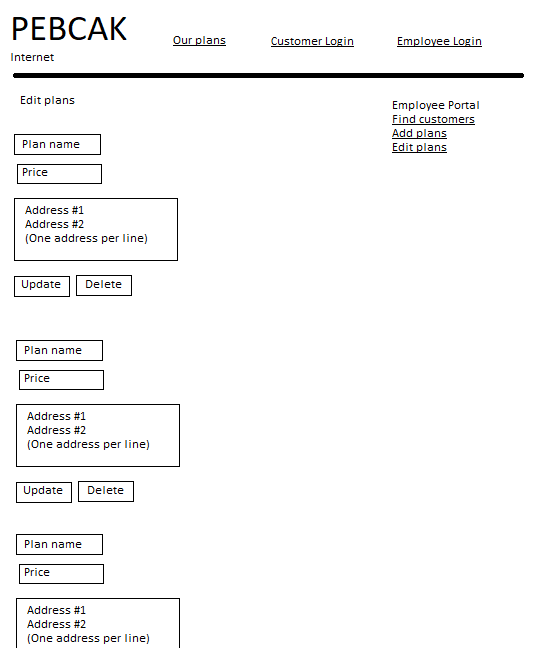 PEBCAK
Internet
Our plans
Customer Login
Employee Login
Edit plans
Employee Portal
Find customers
Add plans
Edit plans
Plan name
Price
Address #1
Address #2
(One address per line)
Update
Delete
Plan name
Price
Address #1
Address #2
(One address per line)
Update
Delete
Plan name
Price
Address #1
Address #2
(One address per line)